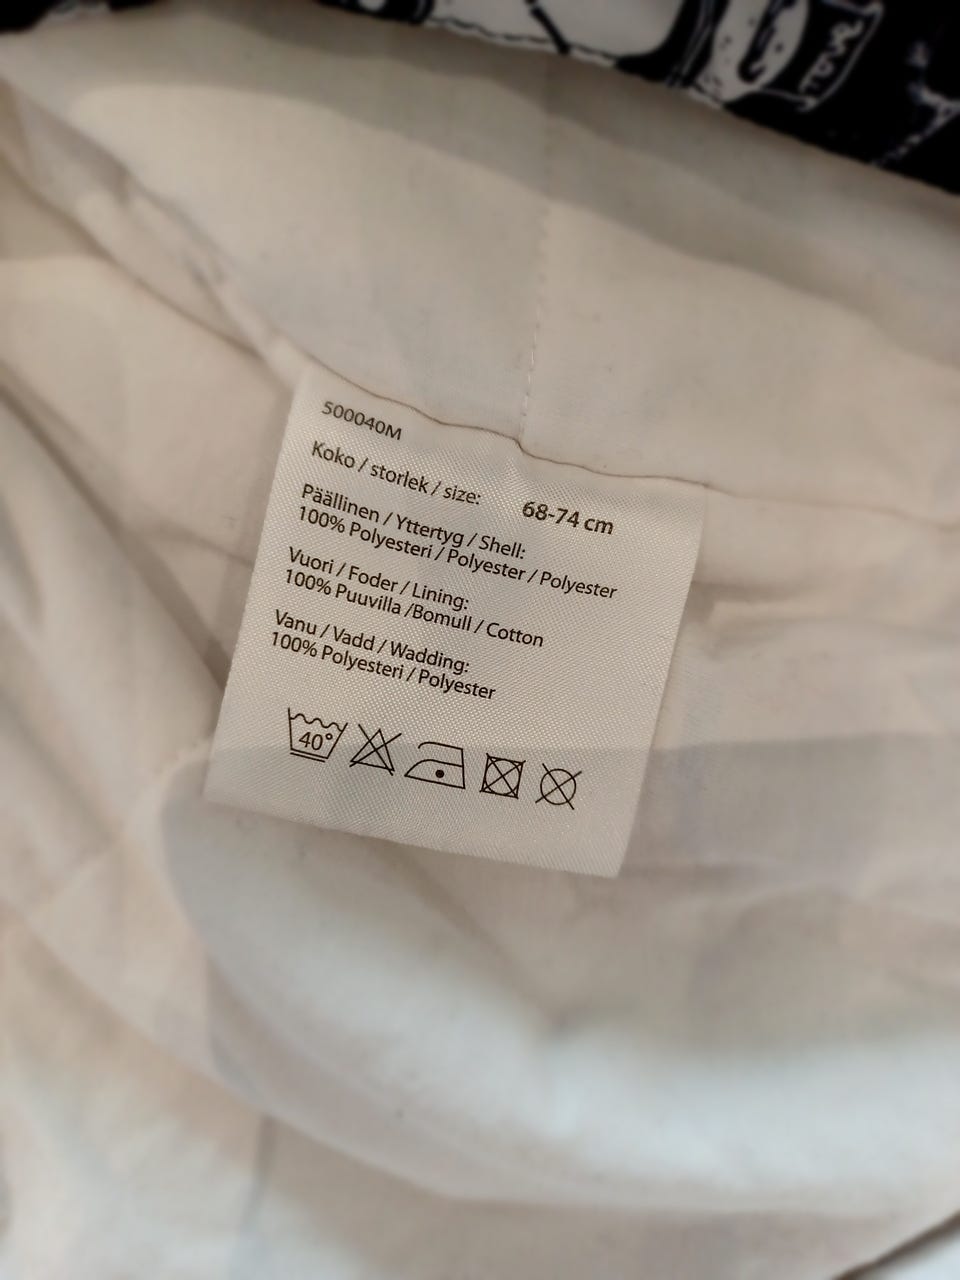 500040M
Koko / storlek / size: 68-74 cm
Päällinen / Yttertyg / Shell:
100% Polyesteri / Polyester / Polyester
Vuori / Foder / Lining:
100% Puuvilla /Bomull / Cotton
Vanu / Vadd / Wadding:
100% Polyesteri / Polyester
40°